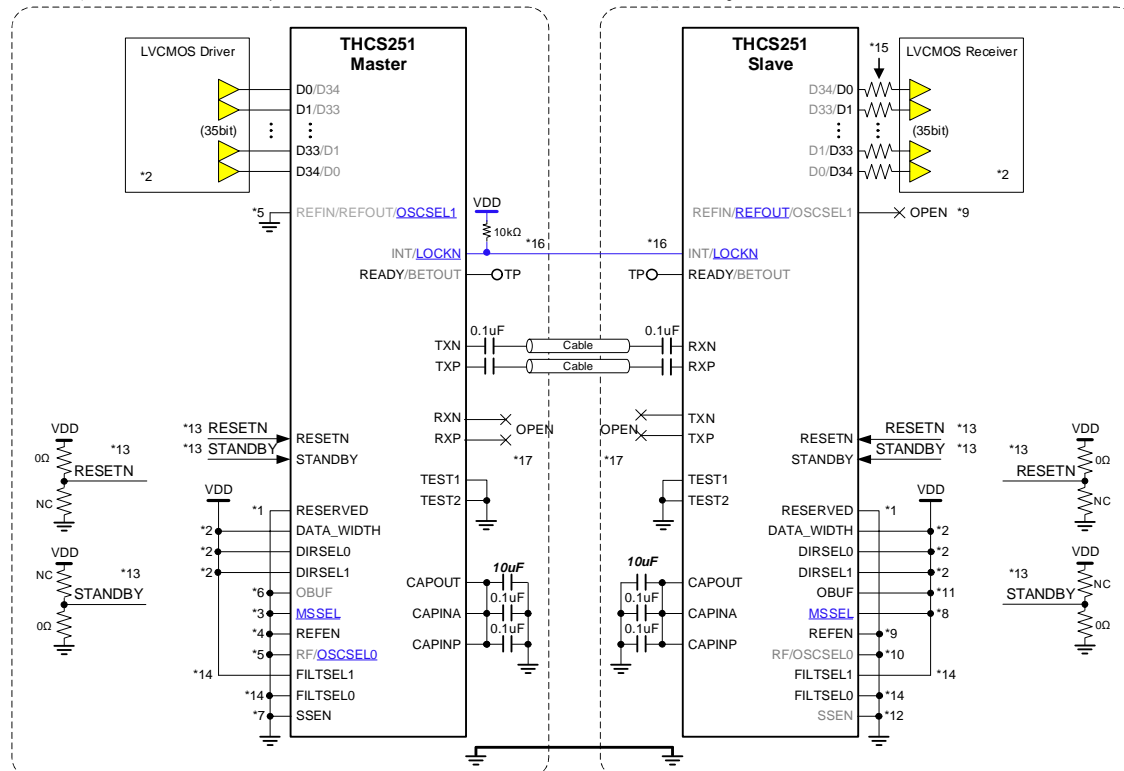 THCS251
Master
THCS251
Slave
LVCMOS Driver
(35bit)
*2
D0/D34
D1/D33
D33/D1
D34/D0
*5
REFIN/REFOUT/OSCSEL1
VDD
10kΩ
INT/LOCKN
*16
READY/BETOUT
TP
0.1uF
TXN
TXP
Cable
Cable
RXN
RXP
OPEN
*17
TEST1
TEST2
*13 RESETN
*13 STANDBY
RESETN
STANDBY
VDD
0Ω
*13
RESETN
NC
VDD
NC
*13
STANDBY
0Ω
VDD
*1 RESERVED
*2 DATA_WIDTH
*2 DIRSEL0
*2 DIRSEL1
*6 OBUF
*3 MSSEL
*4 REFEN
*5 RF/OSCSEL0
*14 FILTSEL1
*14 FILTSEL0
*7 SSEN
CAPOUT
CAPINA
CAPINP
10uF
0.1uF
0.1uF
*15
LVCMOS Receiver
D34/D0
D33/D1
D1/D33
D0/D34
(35bit)
*2
REFIN/REFOUT/OSCSEL1
OPEN *9
*16
INT/LOCKN
TP
READY/BETOUT
0.1uF
RXN
RXP
TXN
TXP
OPEN
*17
TEST1
TEST2
RESETN
STANDBY
RESETN *13
STANDBY *13
VDD
0Ω
*13
RESETN
NC
VDD
NC
*13
STANDBY
0Ω
VDD
RESERVED *1
DATA_WIDTH *2
DIRSEL0 *2
DIRSEL1 *2
OBUF *11
MSSEL *8
REFEN *9
RF/OSCSEL0 *10
FILTSEL1 *14
FILTSEL0 *14
SSEN *12
10uF
0.1uF
0.1uF
CAPOUT
CAPINA
CAPINP